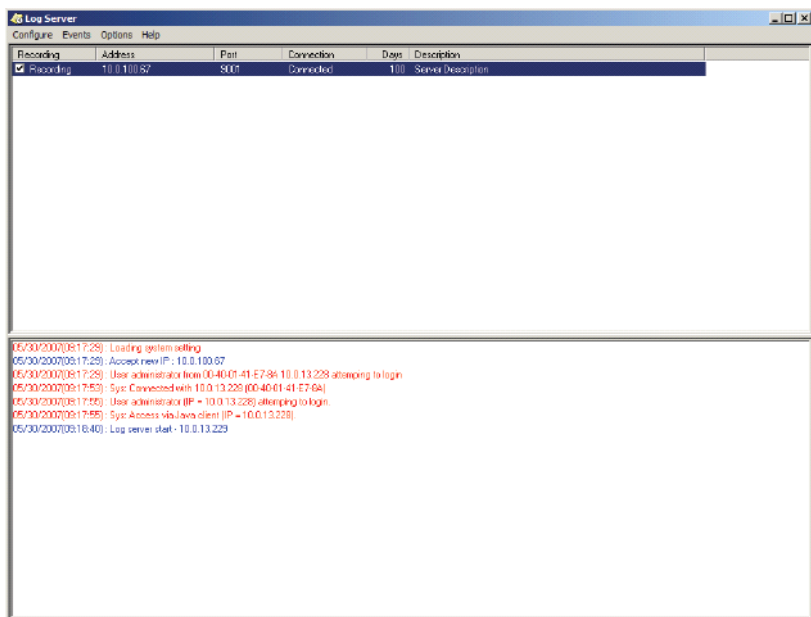 Log Server
Configure Events Options Help
Recording Address Port Connection Days Description
Recording 10.0.100.67 9001 Connected 100 Server Description
05/30/2007(09:17:29) : Loading system setting
05/30/2007(09:17:29) : Accept new IP : 10.0.100.67
05/30/2007(09:17:29) : User administrator from 00-40-01-41-E7-8A 10.0.13.228 attemping to login
05/30/2007(09:17:53) : Sys: Connected with 10.0.13.228 (00-40-01-41-E7-8A)
05/30/2007(09:17:55) : User administrator (IP = 10.0.13.228) attemping to login.
05/30/2007(09:17:55) : Sys: Access via Java client (IP = 10.0.13.228)
05/30/2007(09:18:40) : Log server start - 10.0.13.229